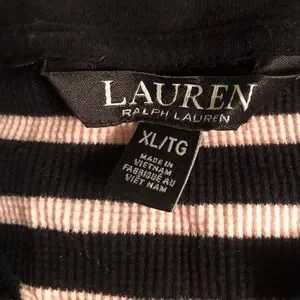 LAUREN
RALPH LAUREN
XL/TG
MADE IN
VIETNAM
FABRIQUÉ AU
VIÊT NAM